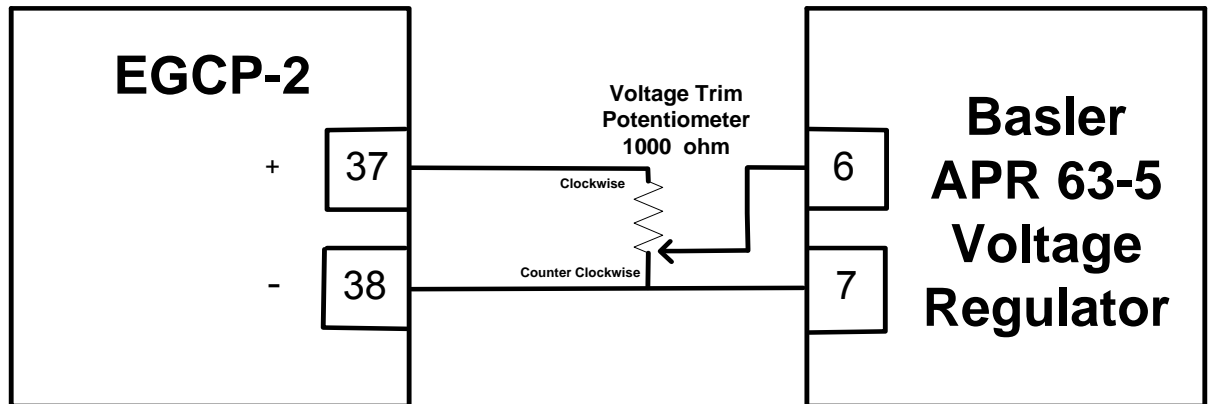 EGCP-2
Voltage Trim
Potentiometer
1000 ohm
Basler
APR 63-5
Voltage
Regulator
+
37
Clockwise
6
-
38
Counter Clockwise
7